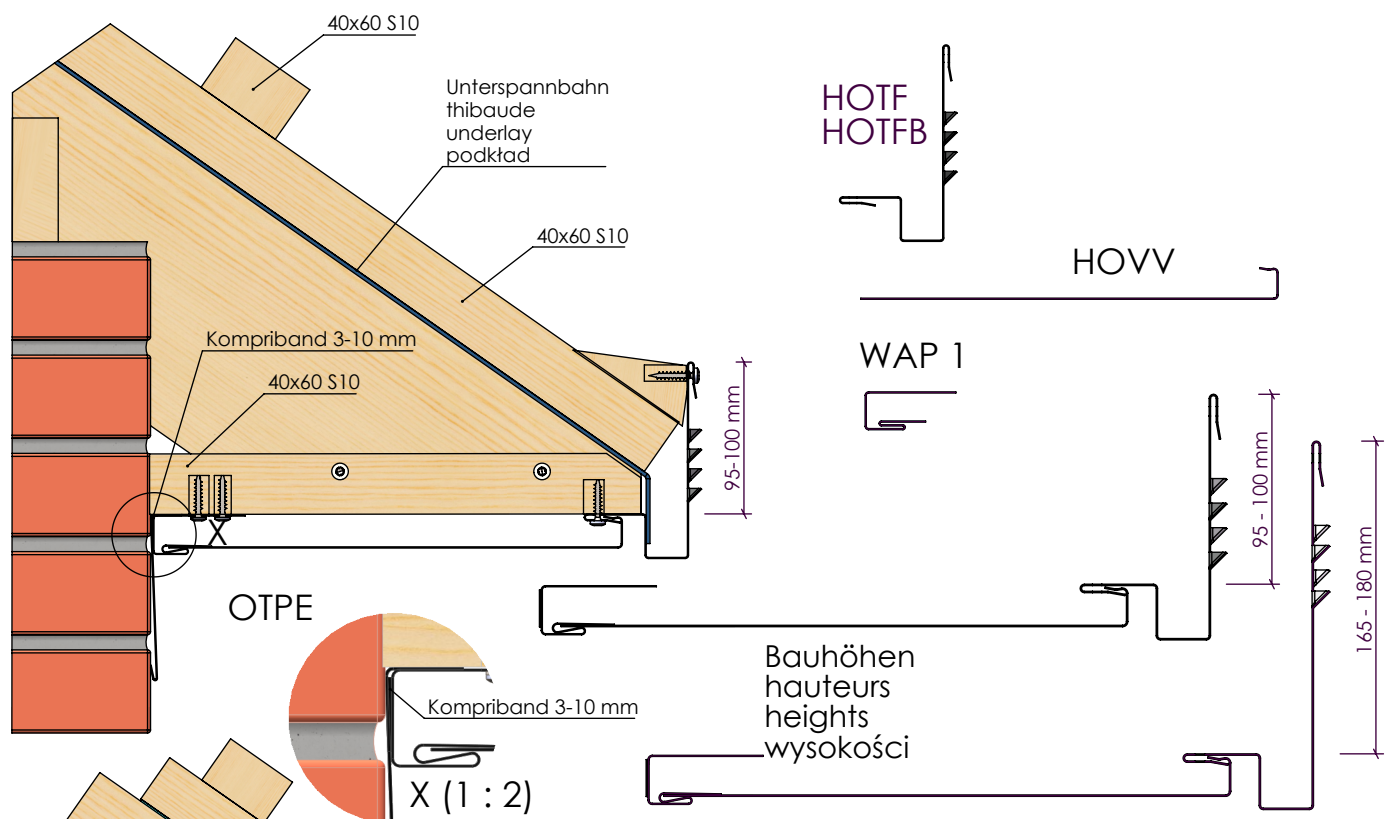 40x60 S10
Unterspannbahn
thibaude
underlay
podkład
40x60 S10
Kompriband 3-10 mm
40x60 S10
95-100 mm
X
OTPE
Kompriband 3-10 mm
X (1 : 2)
HOTF
HOTFB
HOVV
WAP 1
95 - 100 mm
165 - 180 mm
Bauhöhen
hauteurs
heights
wysokości